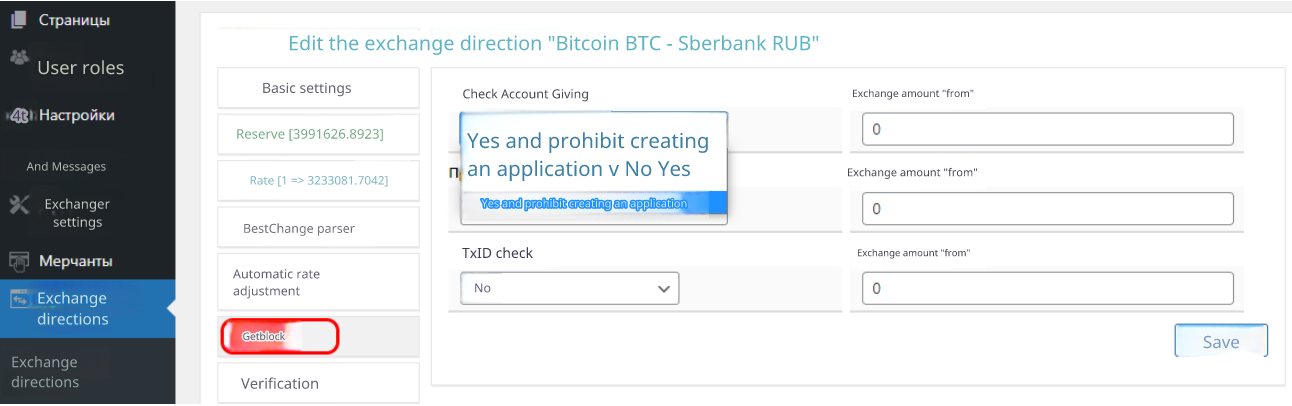 Страницы
User roles
Настройки
And Messages
Exchanger
settings
Мерчанты
Exchange
directions
Exchange
directions
Edit the exchange direction "Bitcoin BTC - Sberbank RUB"
Basic settings
Reserve [3991626.8923]
Rate [1 => 3233081.7042]
BestChange parser
Automatic rate
adjustment
Getblock
Verification
Check Account Giving
Yes and prohibit creating
an application v No Yes
Yes and prohibit creating an application
TxID check
No
Exchange amount "from"
0
Exchange amount "from"
0
Exchange amount "from"
0
Save